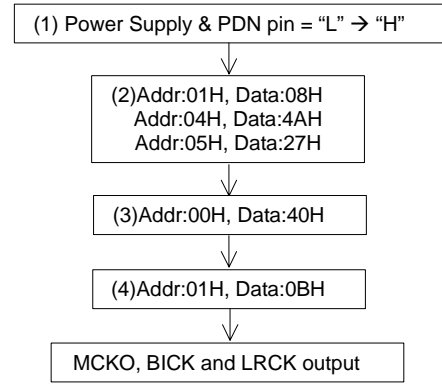 (1) Power Supply & PDN pin = “L” → “H”
(2)Addr:01H, Data:08H
Addr:04H, Data:4AH
Addr:05H, Data:27H
(3)Addr:00H, Data:40H
(4)Addr:01H, Data:0BH
MCKO, BICK and LRCK output